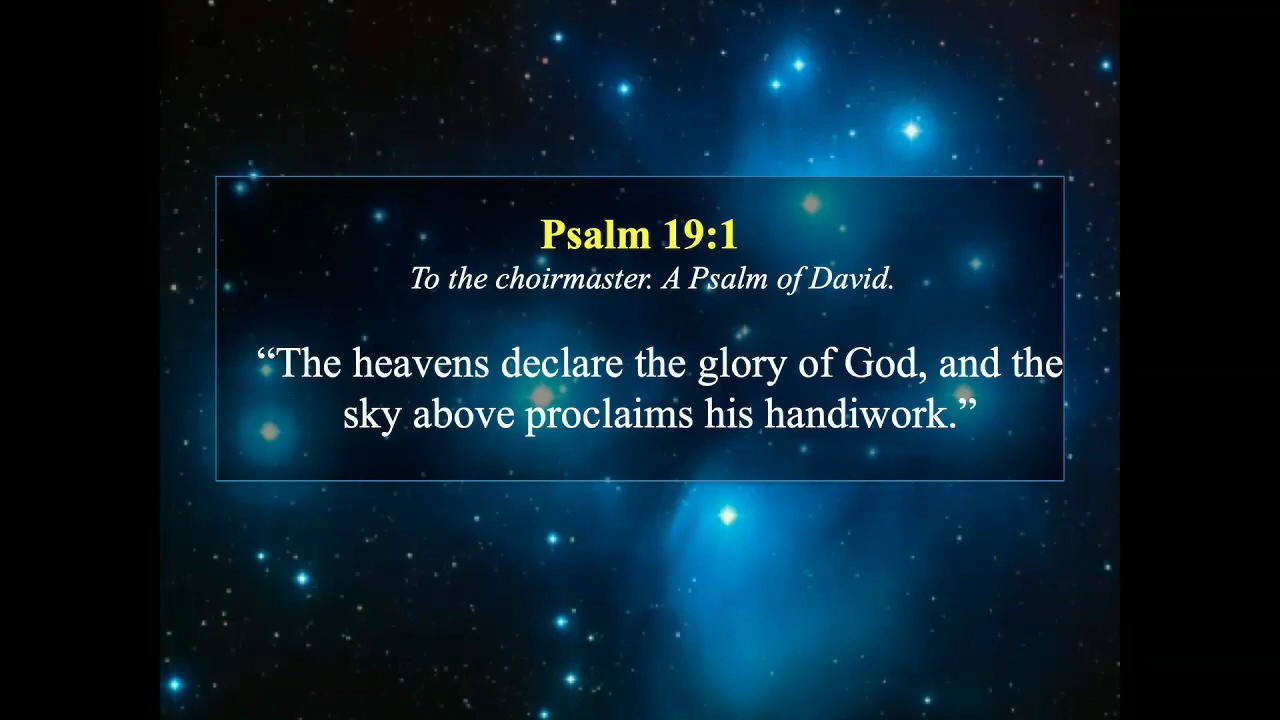 Psalm 19:1
To the choirmaster. A Psalm of David.
“The heavens declare the glory of God, and the
sky above proclaims his handiwork.”